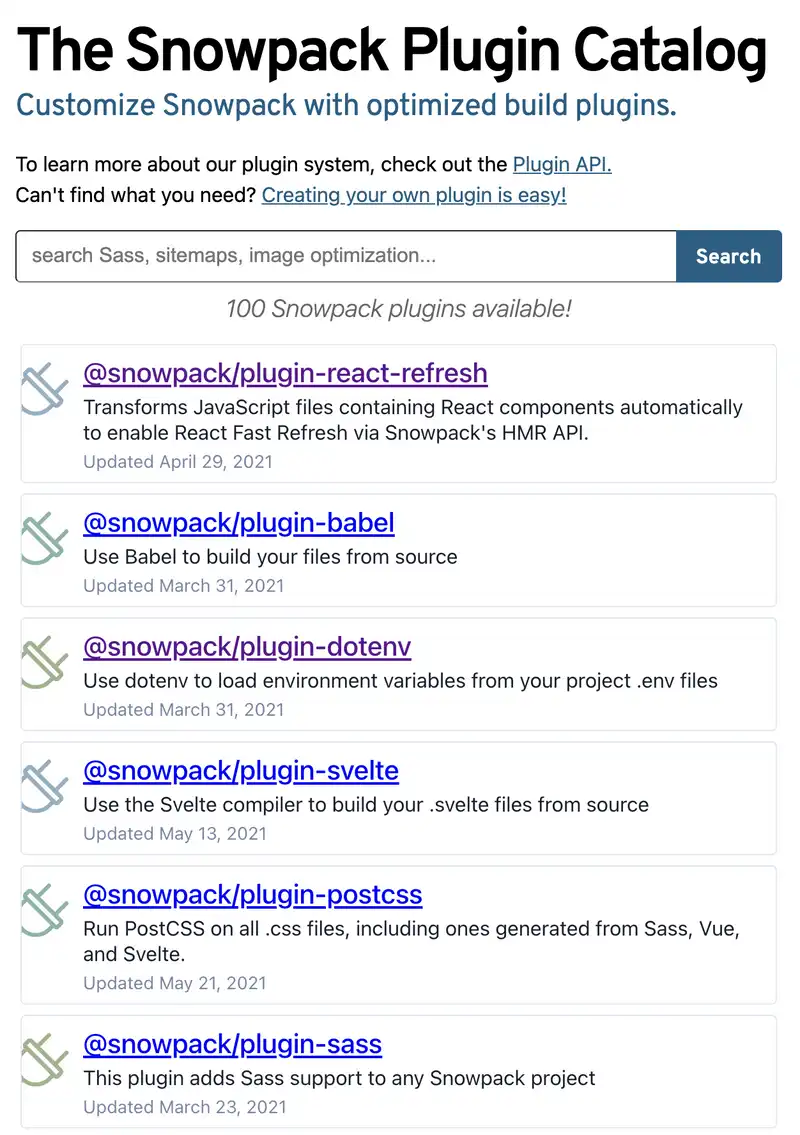 The Snowpack Plugin Catalog
Customize Snowpack with optimized build plugins.
To learn more about our plugin system, check out the Plugin API.
Can't find what you need? Creating your own plugin is easy!
search Sass, sitemaps, image optimization...
Search
100 Snowpack plugins available!
@snowpack/plugin-react-refresh
Transforms JavaScript files containing React components automatically
to enable React Fast Refresh via Snowpack's HMR API.
Updated April 29, 2021
@snowpack/plugin-babel
Use Babel to build your files from source
Updated March 31, 2021
@snowpack/plugin-dotenv
Use dotenv to load environment variables from your project .env files
Updated March 31, 2021
@snowpack/plugin-svelte
Use the Svelte compiler to build your .svelte files from source
Updated May 13, 2021
@snowpack/plugin-postcss
Run PostCSS on all .css files, including ones generated from Sass, Vue,
and Svelte.
Updated May 21, 2021
@snowpack/plugin-sass
This plugin adds Sass support to any Snowpack project
Updated March 23, 2021